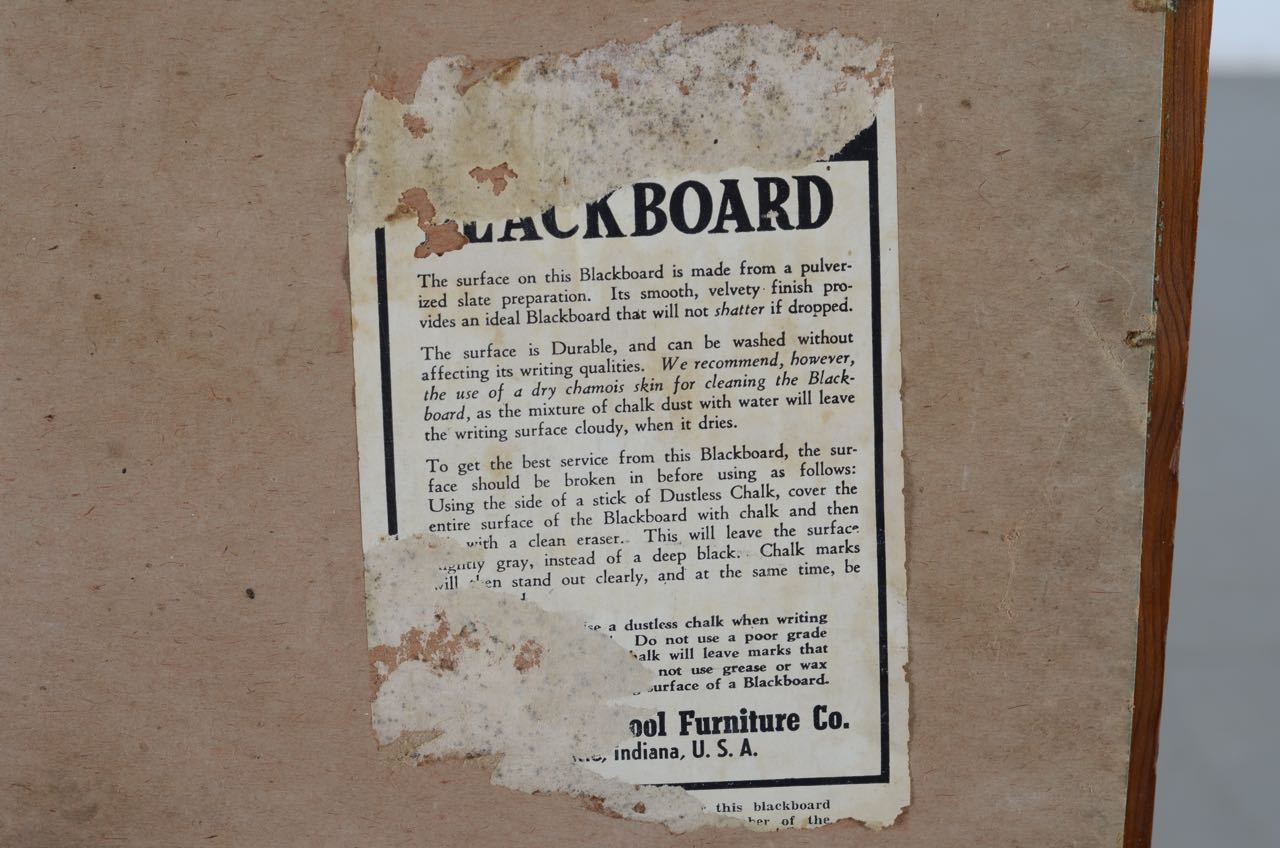 BLACKBOARD
The surface on this Blackboard is made from a pulver-
ized slate preparation. Its smooth, velvety finish pro-
vides an ideal Blackboard that will not shatter if dropped.
The surface is Durable, and can be washed without
affecting its writing qualities. We recommend, however,
the use of a dry chamois skin for cleaning the Black-
board, as the mixture of chalk dust with water will leave
the writing surface cloudy, when it dries.
To get the best service from this Blackboard, the sur-
face should be broken in before using as follows:
Using the side of a stick of Dustless Chalk, cover the
entire surface of the Blackboard with chalk and then
with a clean eraser. This will leave the surface
slightly gray, instead of a deep black. Chalk marks
will then stand out clearly, and at the same time, be
a dustless chalk when writing
Do not use a poor grade
chalk will leave marks that
not use grease or wax
surface of a Blackboard.
ool Furniture Co.
Indiana, U. S. A.
this blackboard
of the